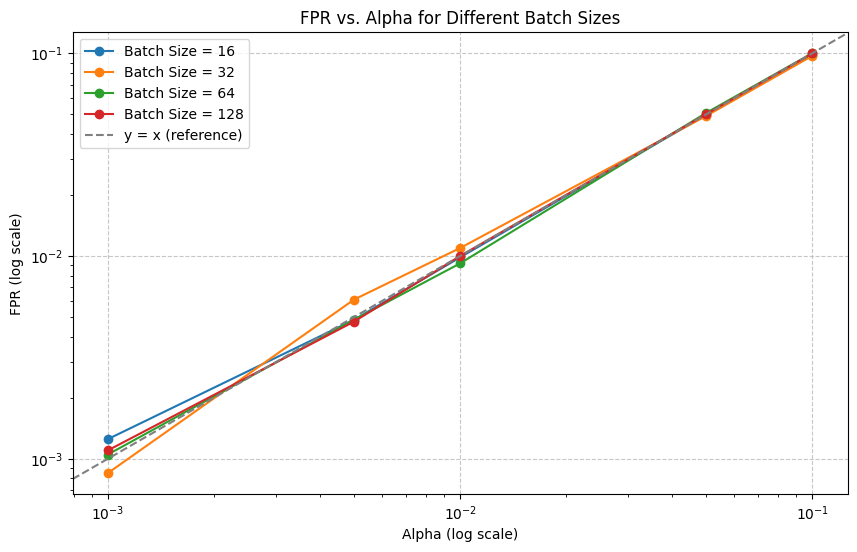 FPR vs. Alpha for Different Batch Sizes
Batch Size = 16
Batch Size = 32
Batch Size = 64
Batch Size = 128
y = x (reference)
FPR (log scale)
10⁻¹
10⁻²
10⁻³
10⁻³ 10⁻² 10⁻¹
Alpha (log scale)